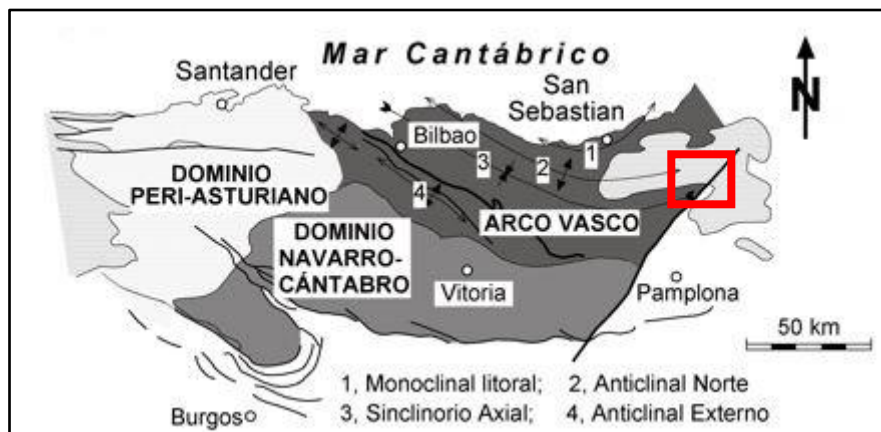 Mar Cantábrico
Santander
San
Sebastian
N
Bilbao
1
2
3
4
DOMINIO
PERI-ASTURIANO
ARCO VASCO
DOMINIO
NAVARRO-
CÁNTABRO
Vitoria
Pamplona
50 km
1, Monoclinal litoral; 2, Anticlinal Norte
3, Sinclinorio Axial; 4, Anticlinal Externo
Burgos